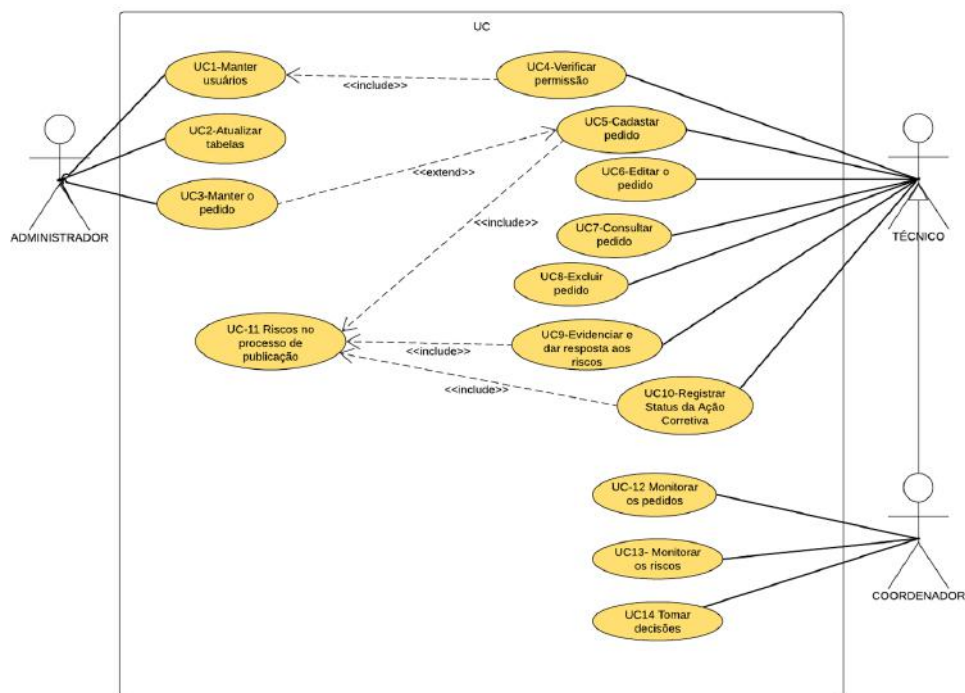 UC
UC1-Manter
usuários
<<include>>
UC4-Verificar
permissão
UC2-Atualizar
tabelas
UC5-Cadastar
pedido
UC3-Manter o
pedido
<<extend>>
UC6-Editar o
pedido
ADMINISTRADOR
TÉCNICO
<<include>>
UC7-Consultar
pedido
UC8-Excluir
pedido
UC-11 Riscos no
processo de
publicação
<<include>>
UC9-Evidenciar e
dar resposta aos
riscos
<<include>>
UC10-Registrar
Status da Ação
Corretiva
UC-12 Monitorar
os pedidos
UC13- Monitorar
os riscos
COORDENADOR
UC14 Tomar
decisões